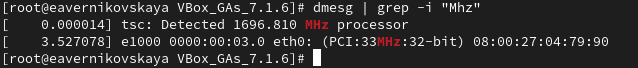 [root@eavernikovskaya VBox_GAs_7.1.6]# dmesg | grep -i "Mhz"
[    0.000014] tsc: Detected 1696.810 MHz processor
[    3.527078] e1000 0000:00:03.0 eth0: (PCI:33MHz:32-bit) 08:00:27:04:79:90
[root@eavernikovskaya VBox_GAs_7.1.6]#